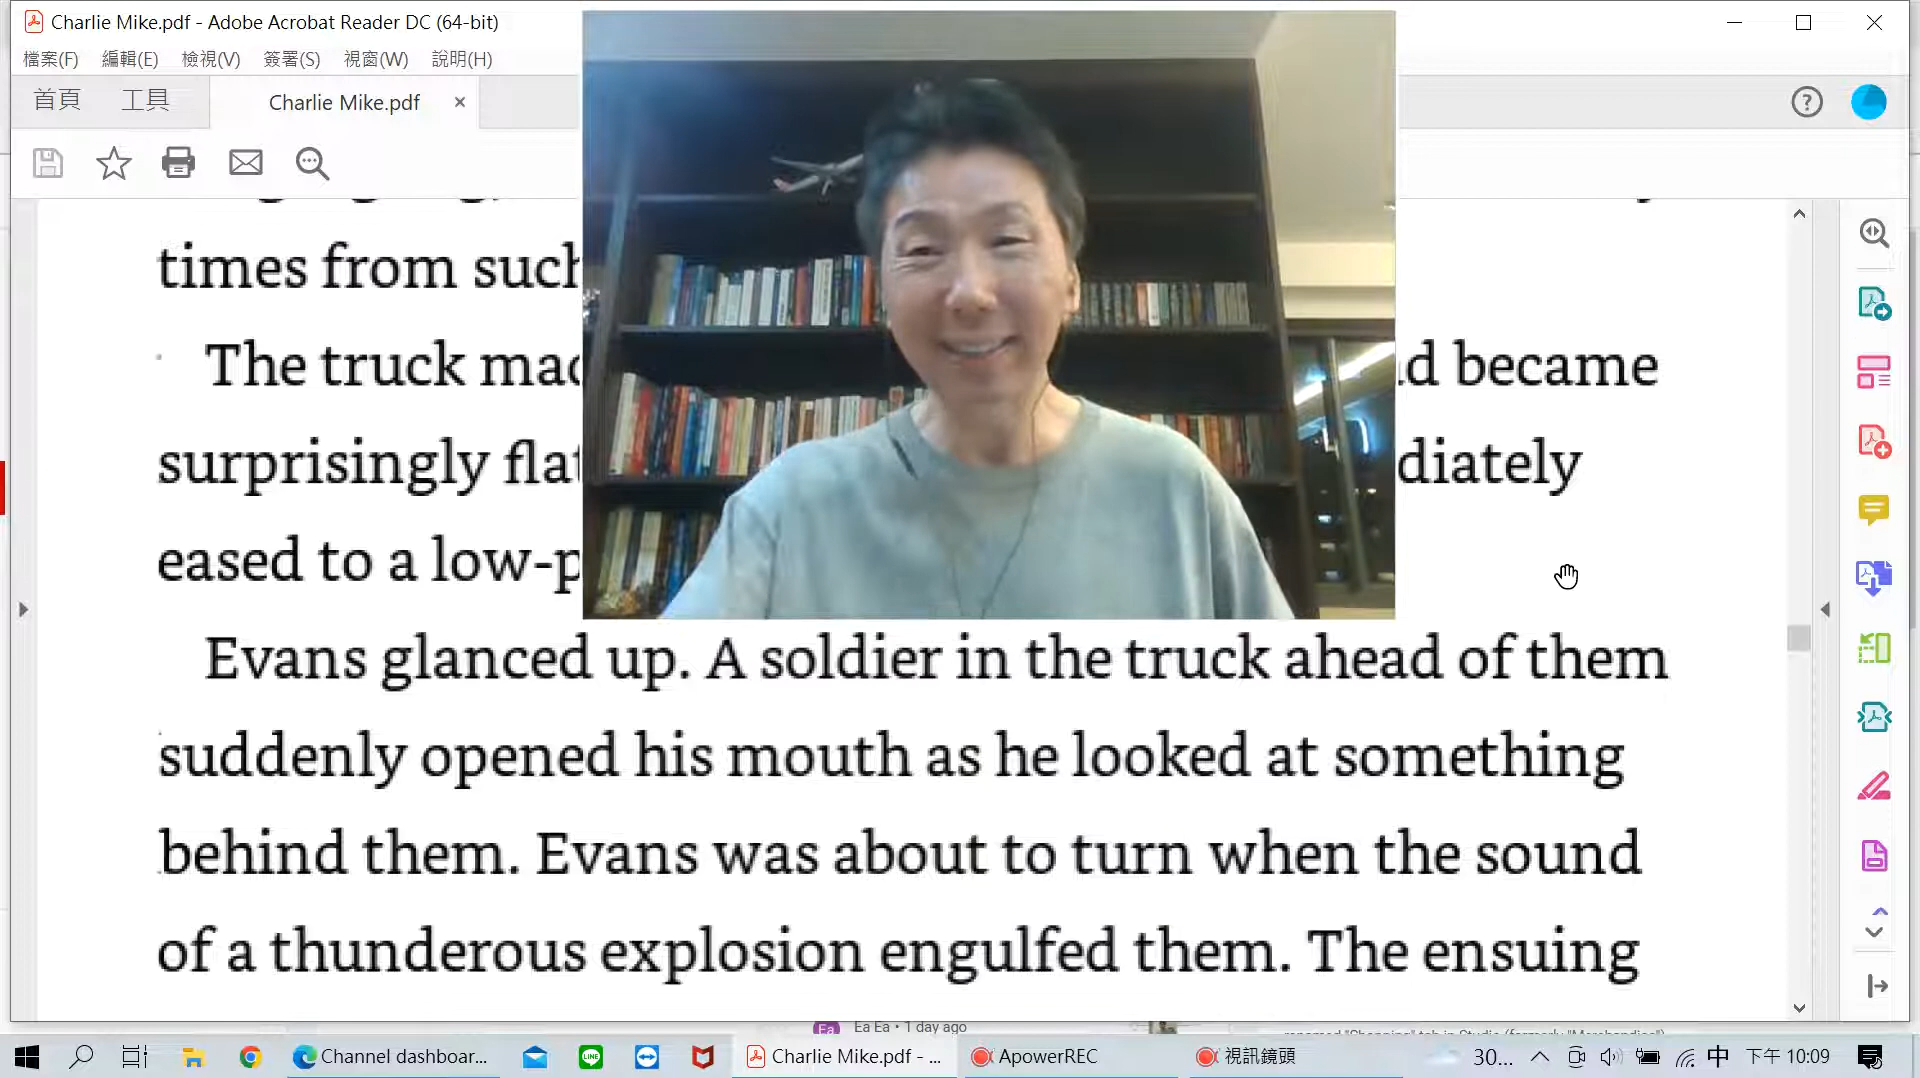 Charlie Mike.pdf - Adobe Acrobat Reader DC (64-bit)
檔案(F) 編輯(E) 檢視(V) 簽署(S) 視窗(W) 說明(H)
首頁 工具 Charlie Mike.pdf ×
times from such
The truck mad became
surprisingly flat diately
eased to a low-p
Evans glanced up. A soldier in the truck ahead of them
suddenly opened his mouth as he looked at something
behind them. Evans was about to turn when the sound
of a thunderous explosion engulfed them. The ensuing
Ea Ea Ea • 1 day ago
Channel dashboar... LINE Charlie Mike.pdf - ... ApowerREC 視訊鏡頭 30... 中 下午 10:09